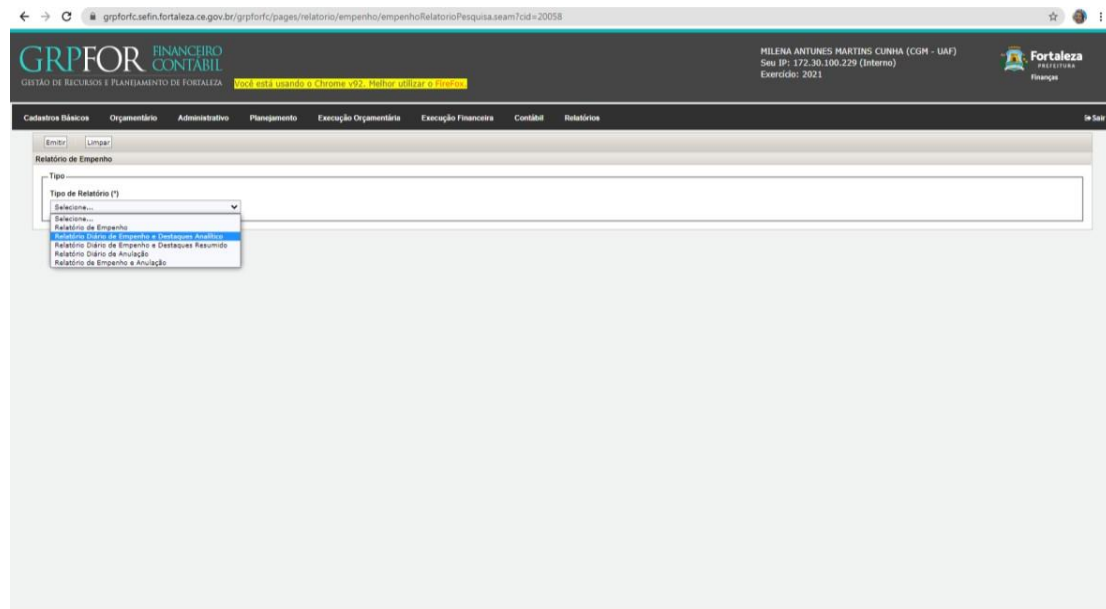 grpforfc.sefin.fortaleza.ce.gov.br/grpforfc/pages/relatorio/empenho/empenhoRelatorioPesquisa.seam?cid=20058
GRPFOR FINANCEIRO CONTÁBIL
GESTÃO DE RECURSOS E PLANEJAMENTO DE FORTALEZA
Você está usando o Chrome v92. Melhor utilizar o FireFox.
MILENA ANTUNES MARTINS CUNHA (CGM - UAF)
Seu IP: 172.30.100.229 (Interno)
Exercício: 2021
Fortaleza
PREFEITURA
Finanças
Cadastros Básicos Orçamentário Administrativo Planejamento Execução Orçamentária Execução Financeira Contábil Relatórios Sair
Emitir Limpar
Relatório de Empenho
Tipo
Tipo de Relatório (*)
Selecione...
Selecione...
Relatório de Empenho
Relatório Diário de Empenho e Destaques Analítico
Relatório Diário de Empenho e Destaques Resumido
Relatório Diário de Anulação
Relatório de Empenho e Anulação